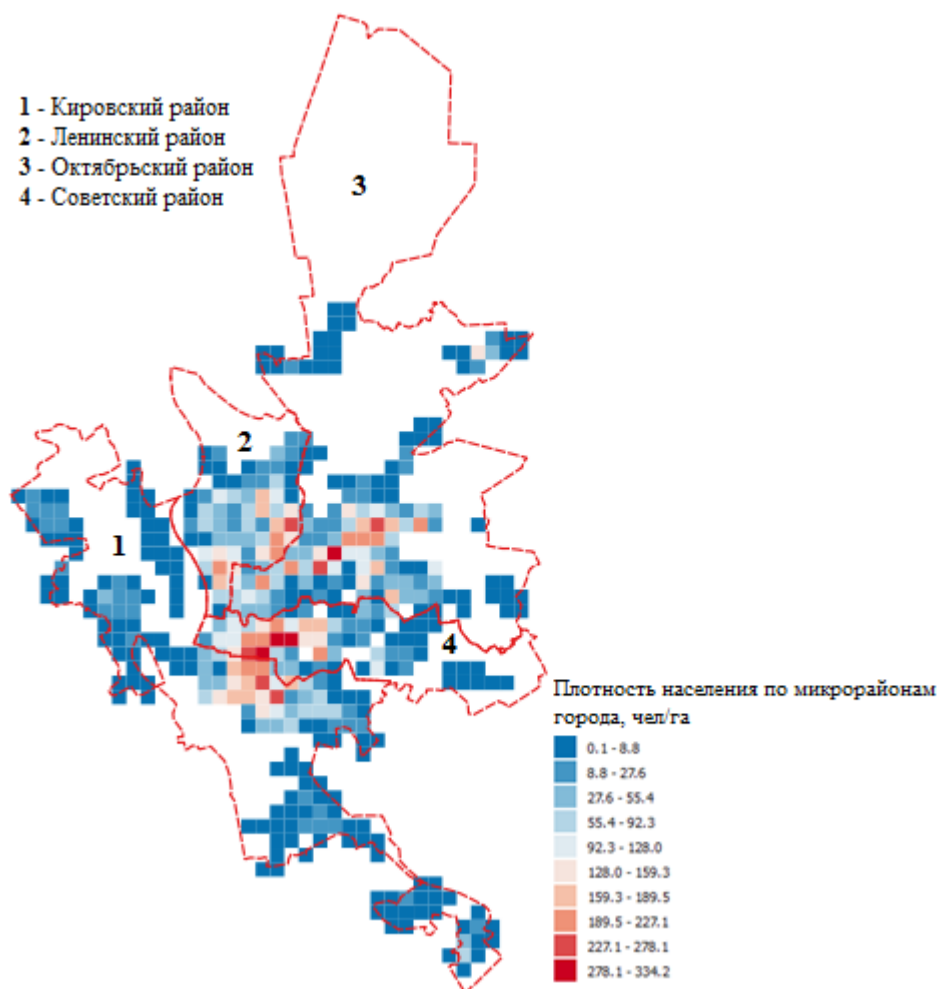 1 - Кировский район
2 - Ленинский район
3 - Октябрьский район
4 - Советский район
3
2
1
4
Плотность населения по микрорайонам
города, чел/га
0.1 - 8.8
8.8 - 27.6
27.6 - 55.4
55.4 - 92.3
92.3 - 128.0
128.0 - 159.3
159.3 - 189.5
189.5 - 227.1
227.1 - 278.1
278.1 - 334.2